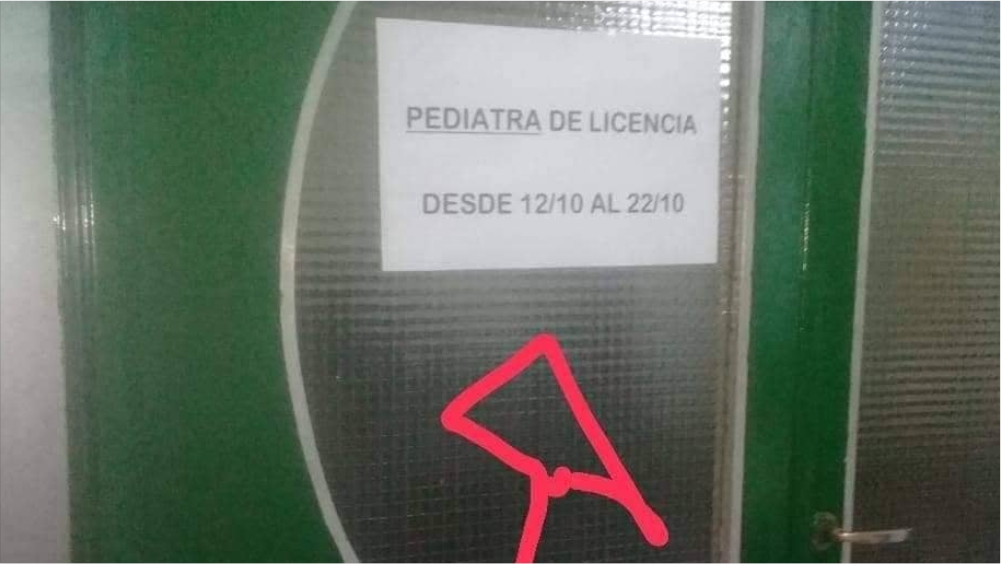 PEDIATRA DE LICENCIA
DESDE 12/10 AL 22/10